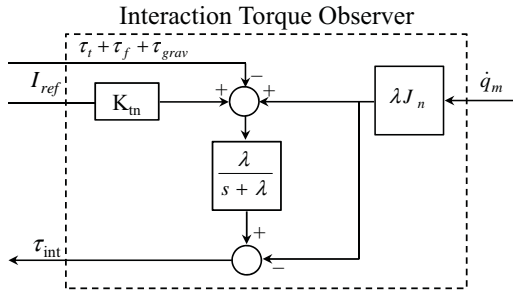 Interaction Torque Observer
τ_t + τ_f + τ_grav
−
I_ref
+
+
K_tn
λJ_n
q̇_m
λ
s + λ
+
τ_int
−